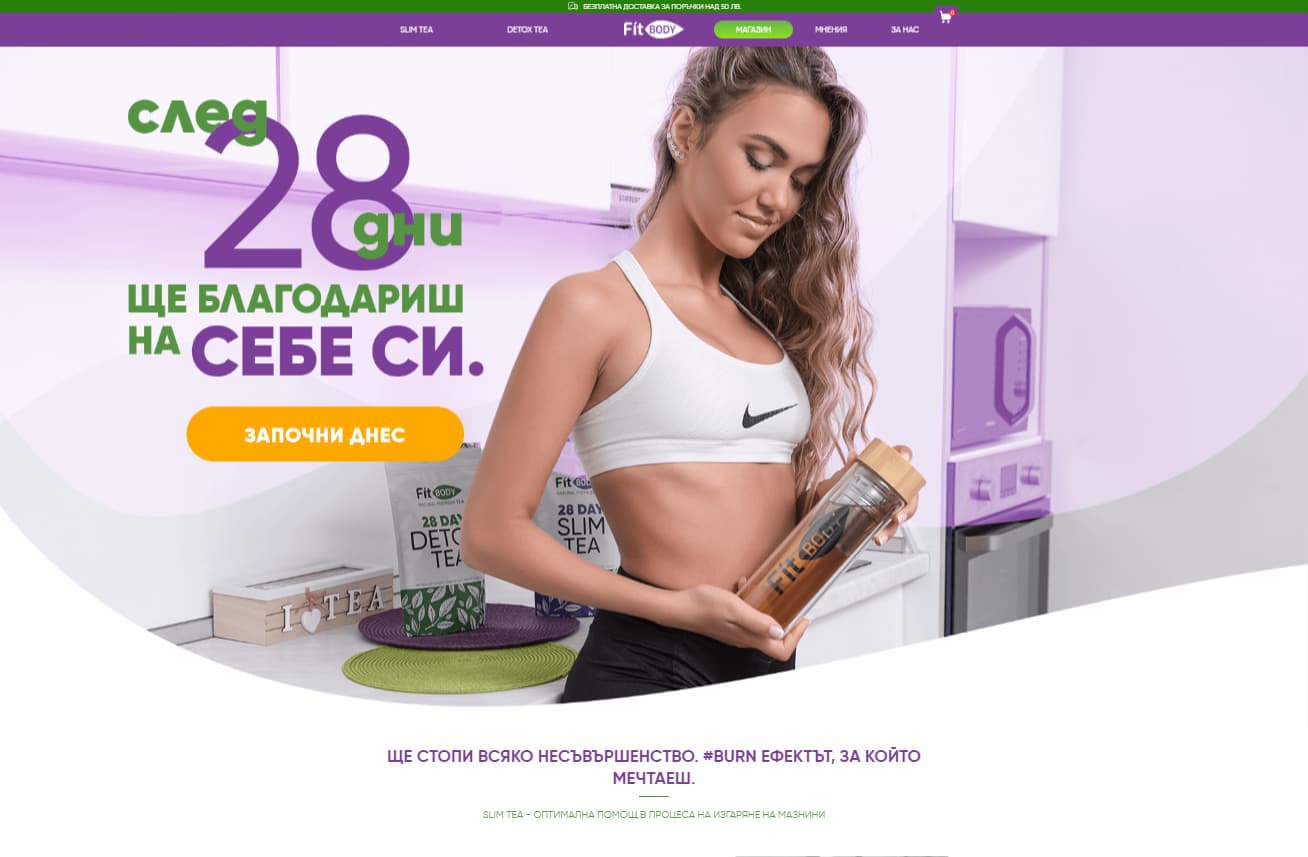 БЕЗПЛАТНА ДОСТАВКА ЗА ПОРЪЧКИ НАД 50 ЛВ.
SLIM TEA
DETOX TEA
Fit BODY
МАГАЗИН
МНЕНИЯ
ЗА НАС
0
след
28
дни
ЩЕ БЛАГОДАРИШ
НА СЕБЕ СИ.
ЗАПОЧНИ ДНЕС
Fit BODY
NATURAL PREMIUM TEA
28 DAY
DETOX
TEA
Fit BODY
28 DAY
SLIM
TEA
I TEA
Fit BODY
ЩЕ СТОПИ ВСЯКО НЕСЪВЪРШЕНСТВО. #BURN ЕФЕКТЪТ, ЗА КОЙТО
МЕЧТАЕШ.
SLIM TEA - ОПТИМАЛНА ПОМОЩ В ПРОЦЕСА НА ИЗГАРЯНЕ НА МАЗНИНИ